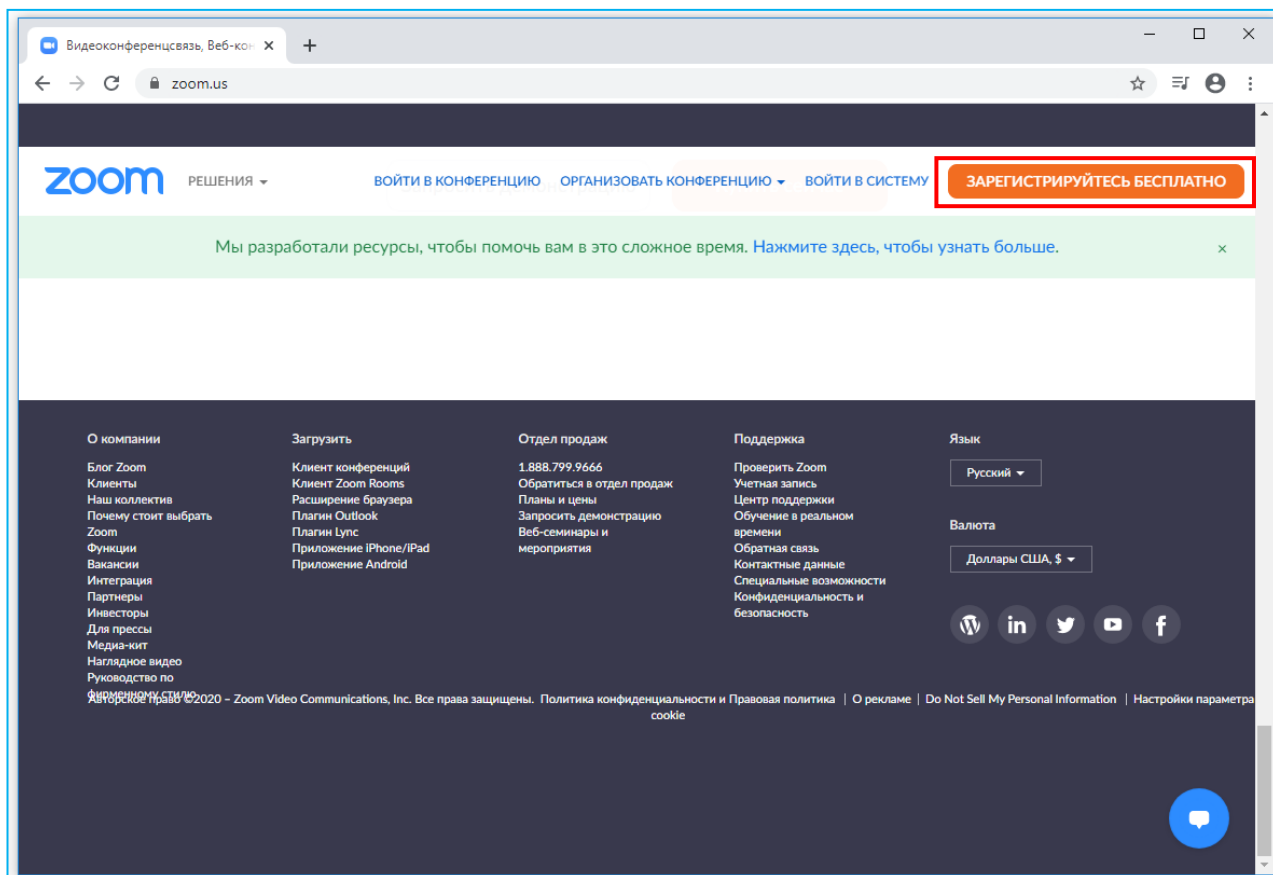 Видеоконференцсвязь, Веб-кон
zoom.us
zoom РЕШЕНИЯ ВОЙТИ В КОНФЕРЕНЦИЮ ОРГАНИЗОВАТЬ КОНФЕРЕНЦИЮ ВОЙТИ В СИСТЕМУ ЗАРЕГИСТРИРУЙТЕСЬ БЕСПЛАТНО
Мы разработали ресурсы, чтобы помочь вам в это сложное время. Нажмите здесь, чтобы узнать больше. ×
О компании
Блог Zoom
Клиенты
Наш коллектив
Почему стоит выбрать
Zoom
Функции
Вакансии
Интеграция
Партнеры
Инвесторы
Для прессы
Медиа-кит
Наглядное видео
Руководство по
фирменному стилю
Загрузить
Клиент конференций
Клиент Zoom Rooms
Расширение браузера
Плагин Outlook
Плагин Lync
Приложение iPhone/iPad
Приложение Android
Отдел продаж
1.888.799.9666
Обратиться в отдел продаж
Планы и цены
Запросить демонстрацию
Веб-семинары и
мероприятия
Поддержка
Проверить Zoom
Учетная запись
Центр поддержки
Обучение в реальном
времени
Обратная связь
Контактные данные
Специальные возможности
Конфиденциальность и
безопасность
Язык
Русский
Валюта
Доллары США, $
Авторское право ©2020 – Zoom Video Communications, Inc. Все права защищены. Политика конфиденциальности и Правовая политика | О рекламе | Do Not Sell My Personal Information | Настройки параметра
cookie